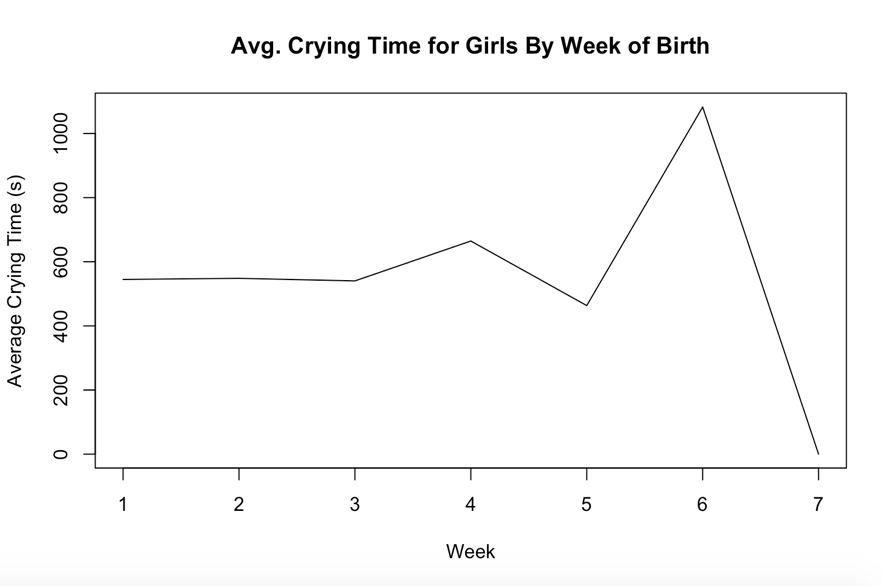 Avg. Crying Time for Girls By Week of Birth
Average Crying Time (s)
1000
800
600
400
200
0
1 2 3 4 5 6 7
Week